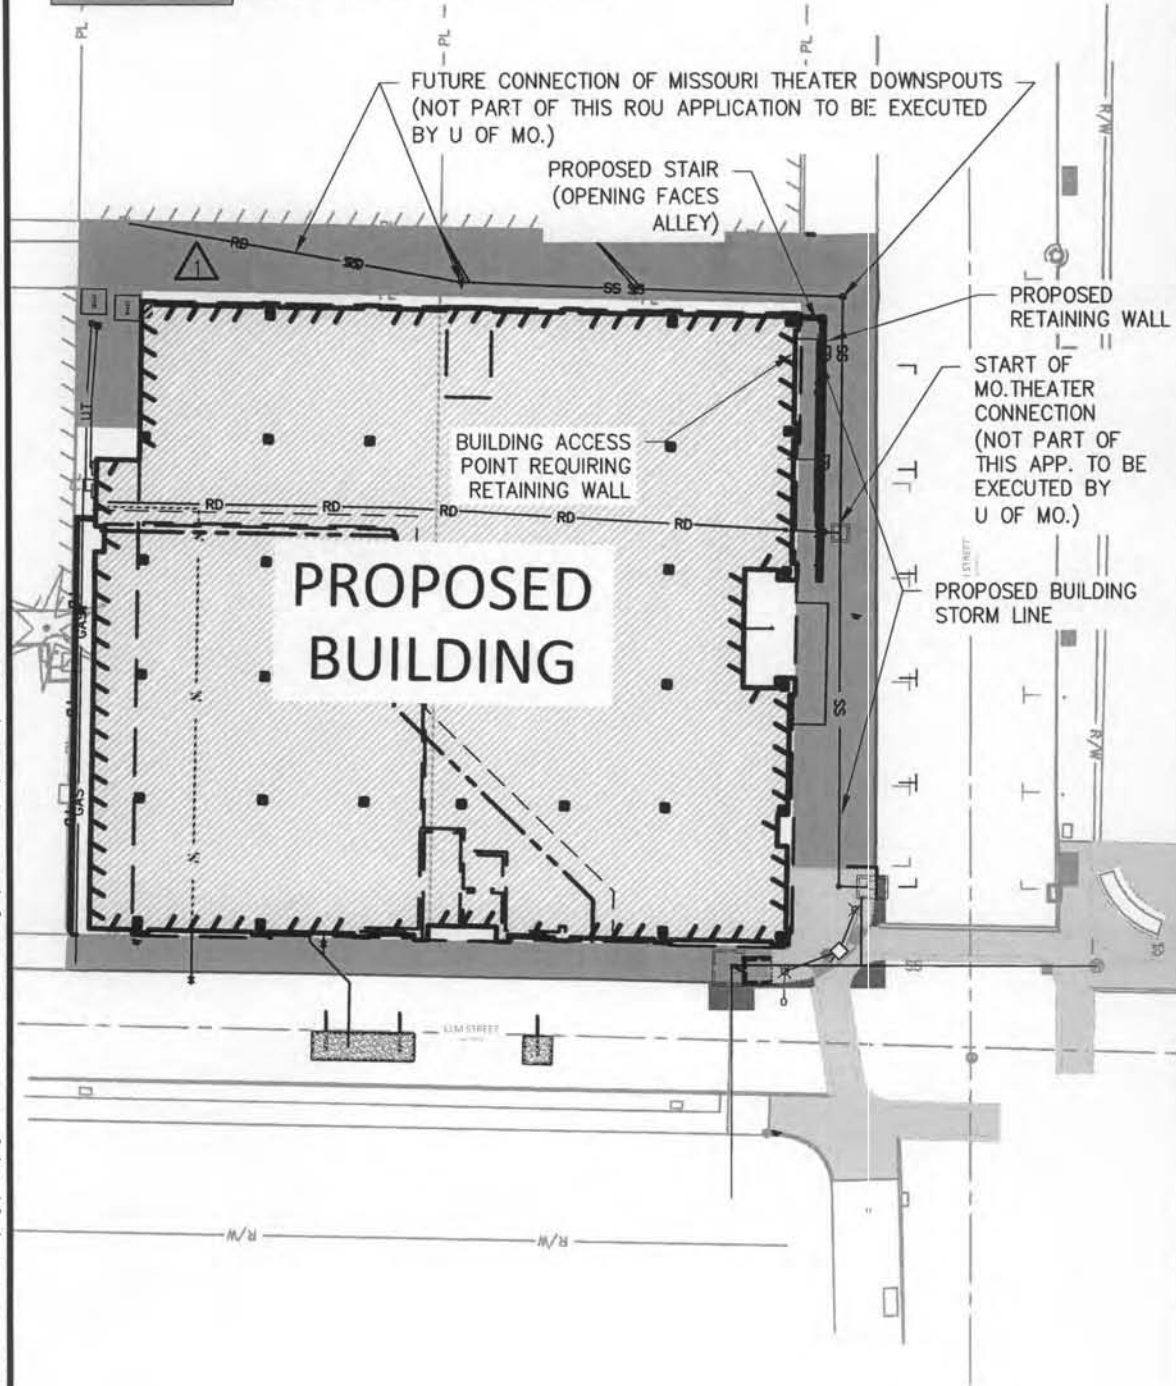 PL
PL
PL
R/W
FUTURE CONNECTION OF MISSOURI THEATER DOWNSPOUTS
(NOT PART OF THIS ROU APPLICATION TO BE EXECUTED
BY U OF MO.)
PROPOSED STAIR
(OPENING FACES
ALLEY)
RD
1
SS
PROPOSED
RETAINING WALL
SS
START OF
MO.THEATER
CONNECTION
(NOT PART OF
THIS APP. TO BE
EXECUTED BY
U OF MO.)
UT
BUILDING ACCESS
POINT REQUIRING
RETAINING WALL
RD
RD
RD
RD
RD
PROPOSED
BUILDING
PROPOSED BUILDING
STORM LINE
GAS
SS
R/W
GAS
ELM STREET
R/W
R/W